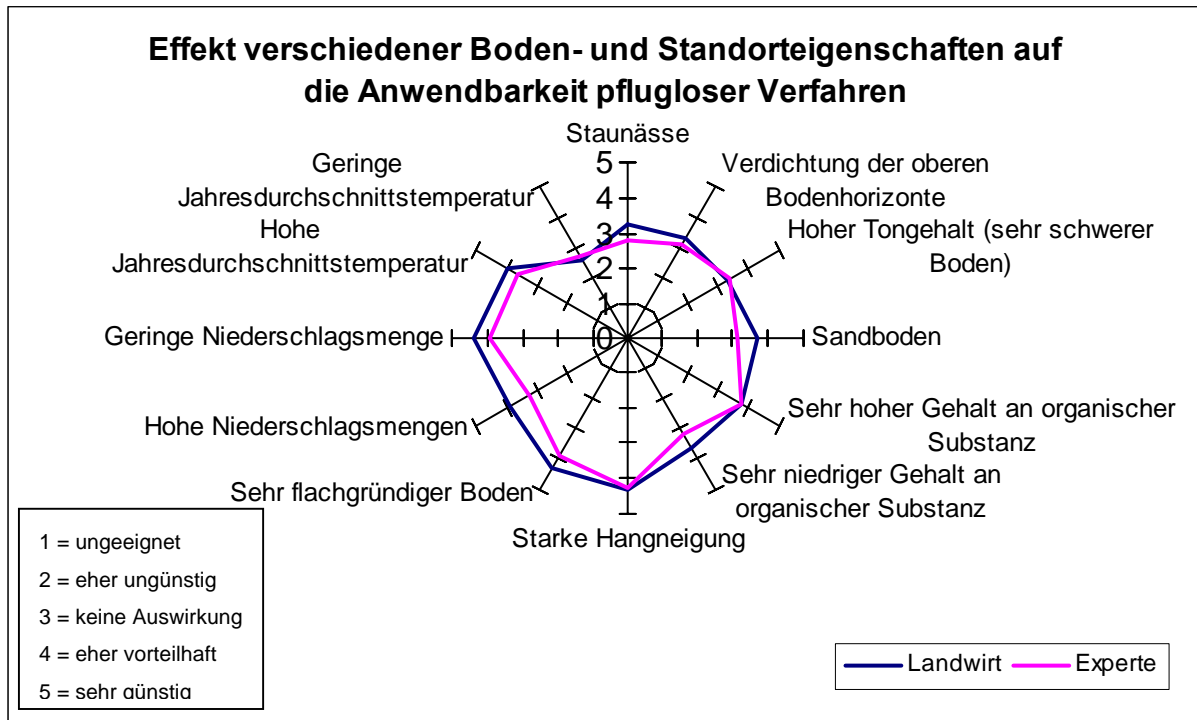 Effekt verschiedener Boden- und Standorteigenschaften auf
die Anwendbarkeit pflugloser Verfahren
Staunässe
Verdichtung der oberen
Bodenhorizonte
Hoher Tongehalt (sehr schwerer
Boden)
Sandboden
Sehr hoher Gehalt an organischer
Substanz
Sehr niedriger Gehalt an
organischer Substanz
Starke Hangneigung
Sehr flachgründiger Boden
Hohe Niederschlagsmengen
Geringe Niederschlagsmenge
Hohe
Jahresdurchschnittstemperatur
Geringe
Jahresdurchschnittstemperatur
5
4
3
2
1
0
1 = ungeeignet
2 = eher ungünstig
3 = keine Auswirkung
4 = eher vorteilhaft
5 = sehr günstig
Landwirt
Experte